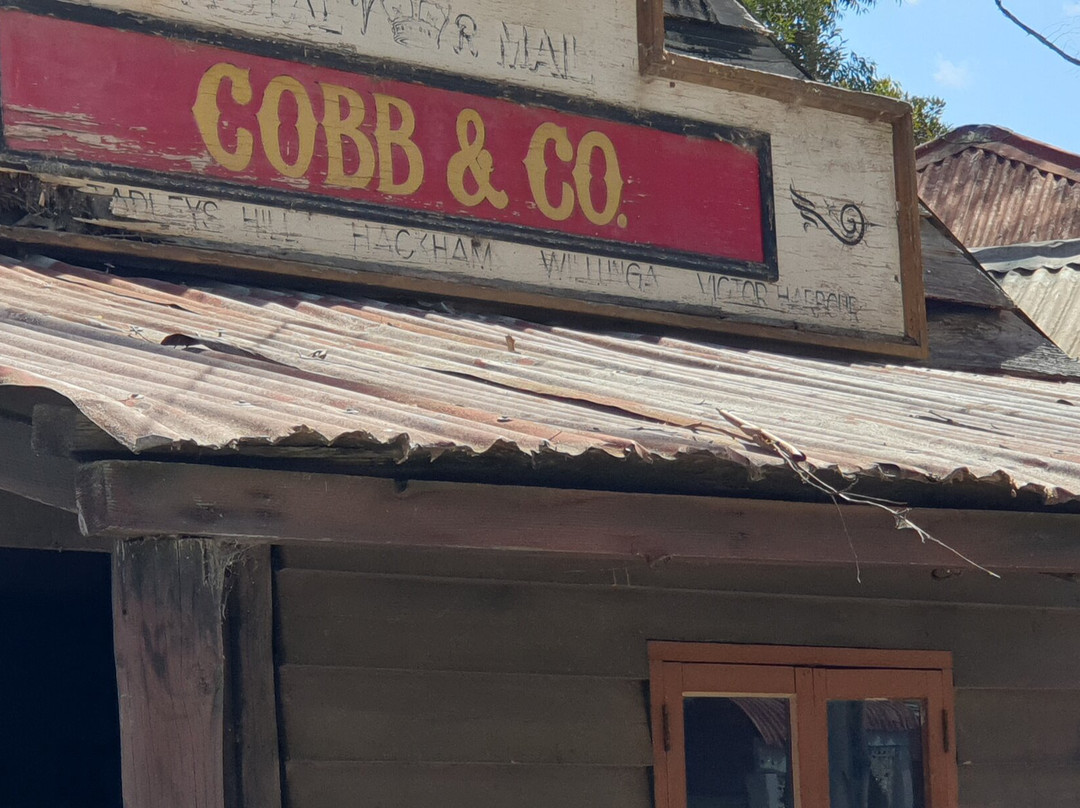 MAIL
COBB & CO.
HILL HACKHAM WILLUNGA VICTOR HARBOUR